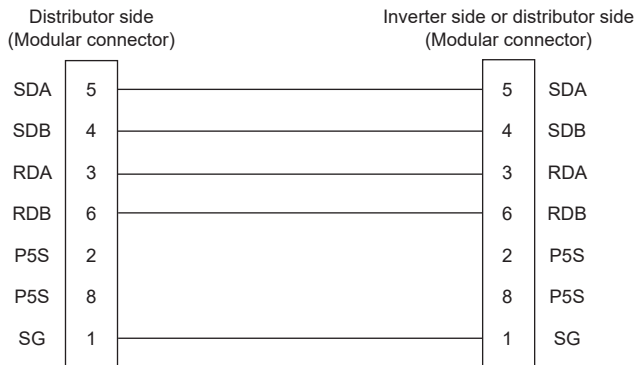 Distributor side
(Modular connector)
Inverter side or distributor side
(Modular connector)
SDA 5 5 SDA
SDB 4 4 SDB
RDA 3 3 RDA
RDB 6 6 RDB
P5S 2 2 P5S
P5S 8 8 P5S
SG 1 1 SG